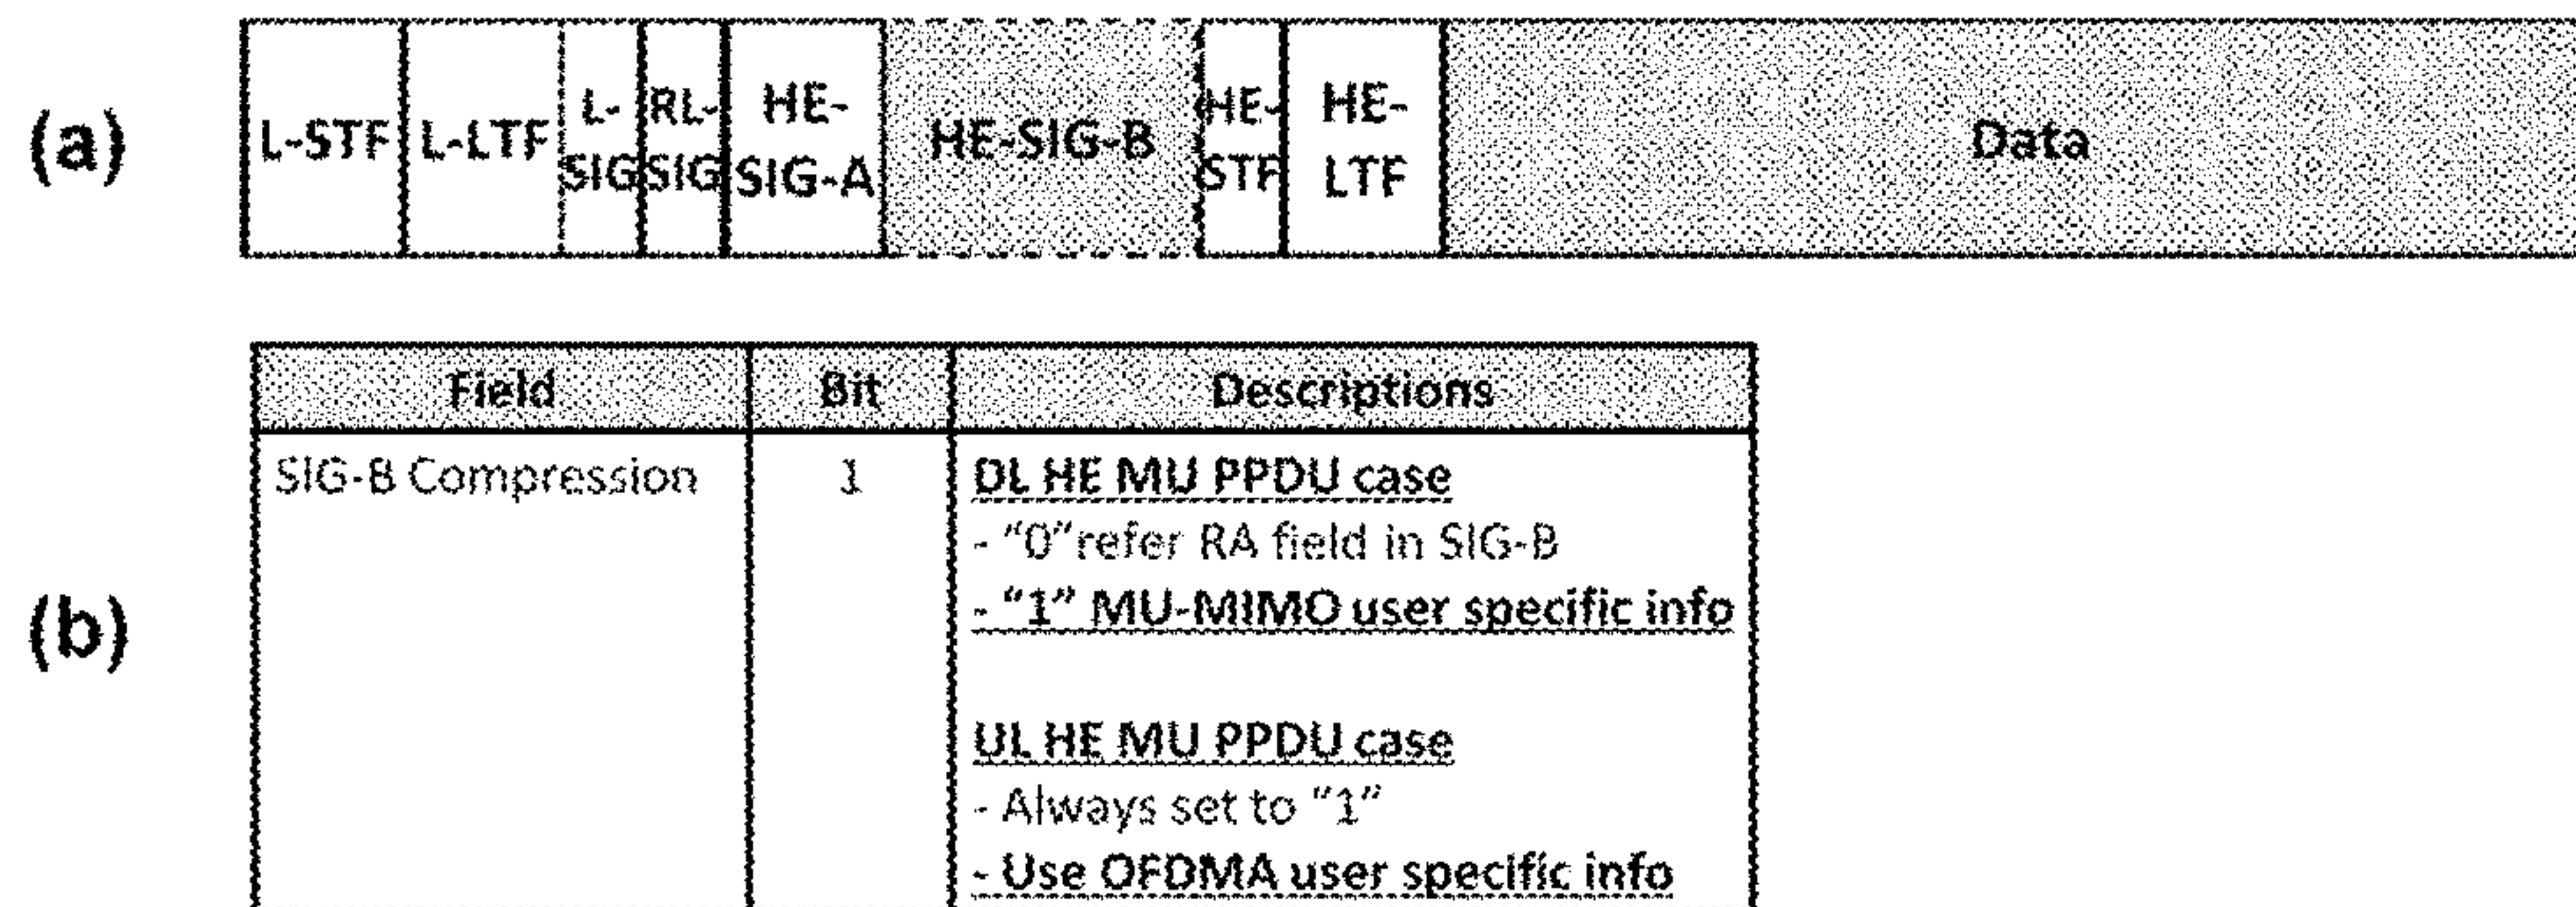 (a)
L-STF L-LTF L-SIG RL-SIG HE-SIG-A HE-SIG-B HE-STF HE-LTF Data
(b)
Field Bit Descriptions
SIG-B Compression 1 DL HE MU PPDU case
- "0"refer RA field in SIG-B
- "1" MU-MIMO user specific info
UL HE MU PPDU case
- Always set to "1"
- Use OFDMA user specific info